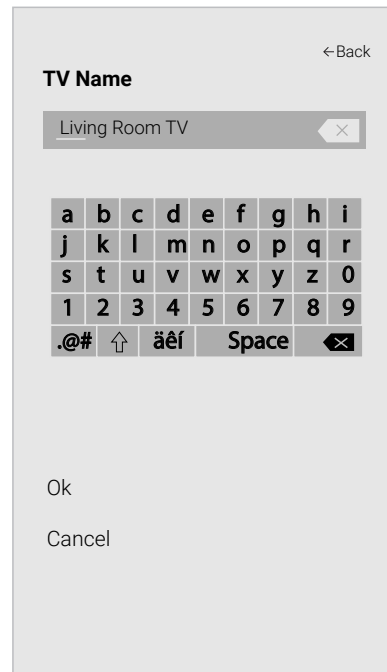 ←Back
TV Name
Living Room TV
a b c d e f g h i
j k l m n o p q r
s t u v w x y z 0
1 2 3 4 5 6 7 8 9
.@# äêí Space
Ok
Cancel